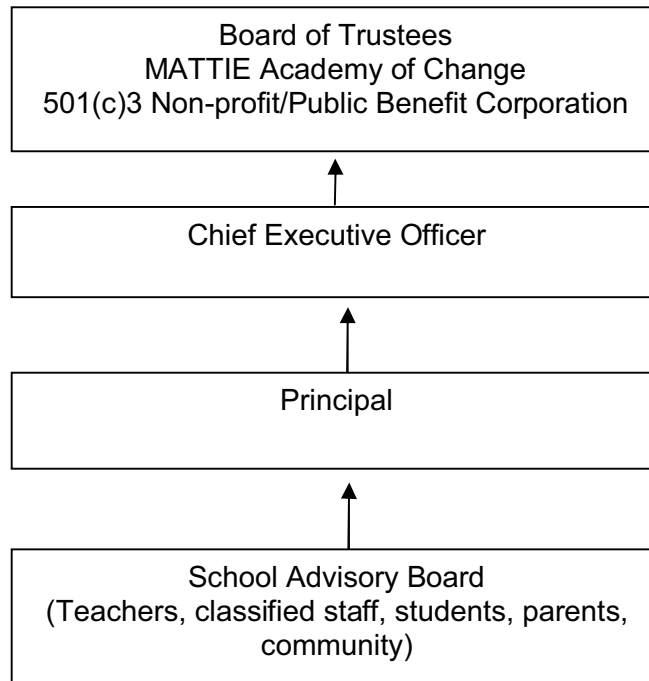 Board of Trustees
MATTIE Academy of Change
501(c)3 Non-profit/Public Benefit Corporation
Chief Executive Officer
Principal
School Advisory Board
(Teachers, classified staff, students, parents,
community)